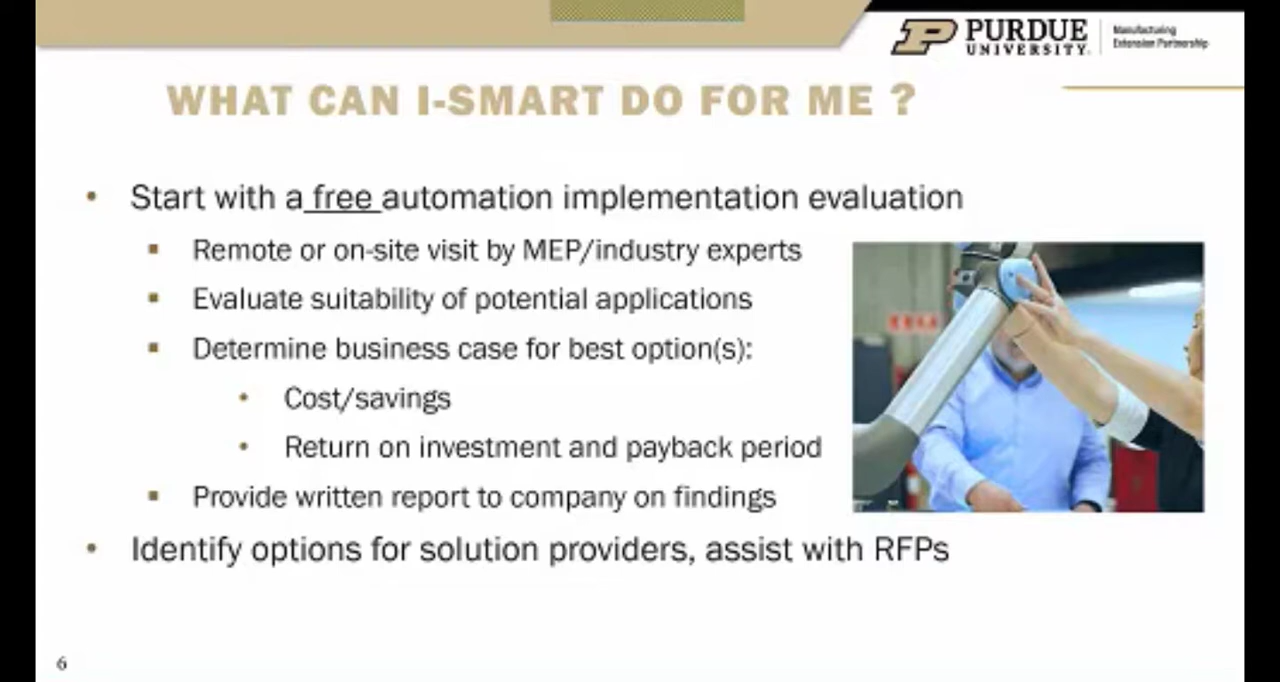 PURDUE
UNIVERSITY
Manufacturing
Extension Partnership
WHAT CAN I-SMART DO FOR ME ?
• Start with a free automation implementation evaluation
▪ Remote or on-site visit by MEP/industry experts
▪ Evaluate suitability of potential applications
▪ Determine business case for best option(s):
• Cost/savings
• Return on investment and payback period
▪ Provide written report to company on findings
• Identify options for solution providers, assist with RFPs
6